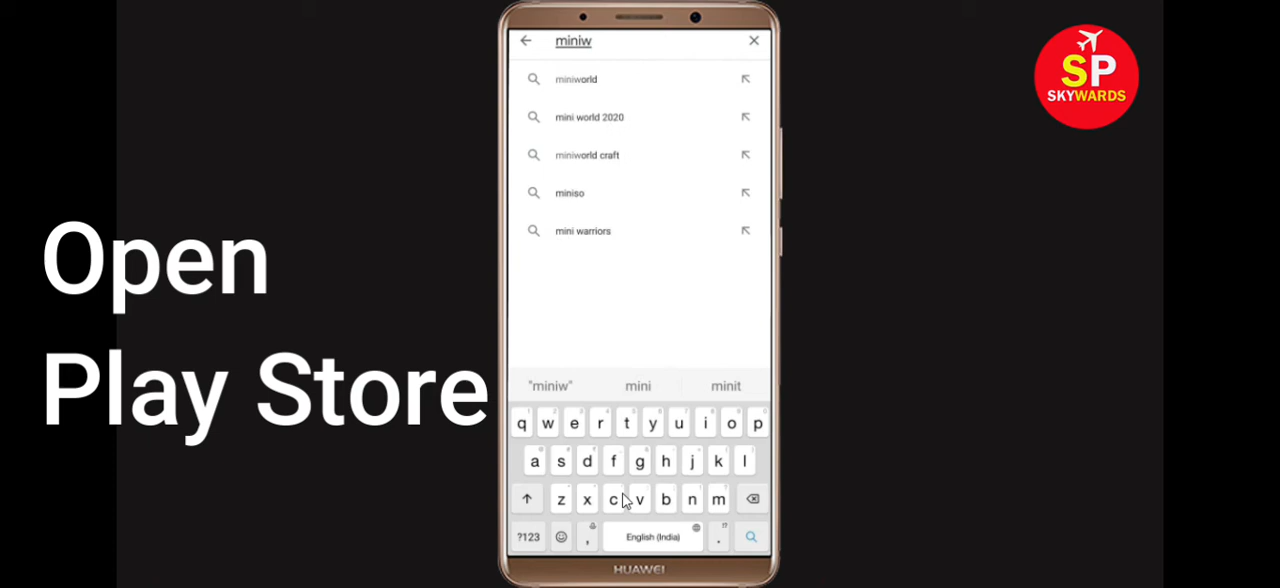 miniw
miniworld
mini world 2020
miniworld craft
miniso
mini warriors
Open
Play Store
"miniw" mini minit
q w e r t y u i o p
a s d f g h j k l
z x c v b n m
?123 , English (India) .
HUAWEI
SP
SKYWARDS